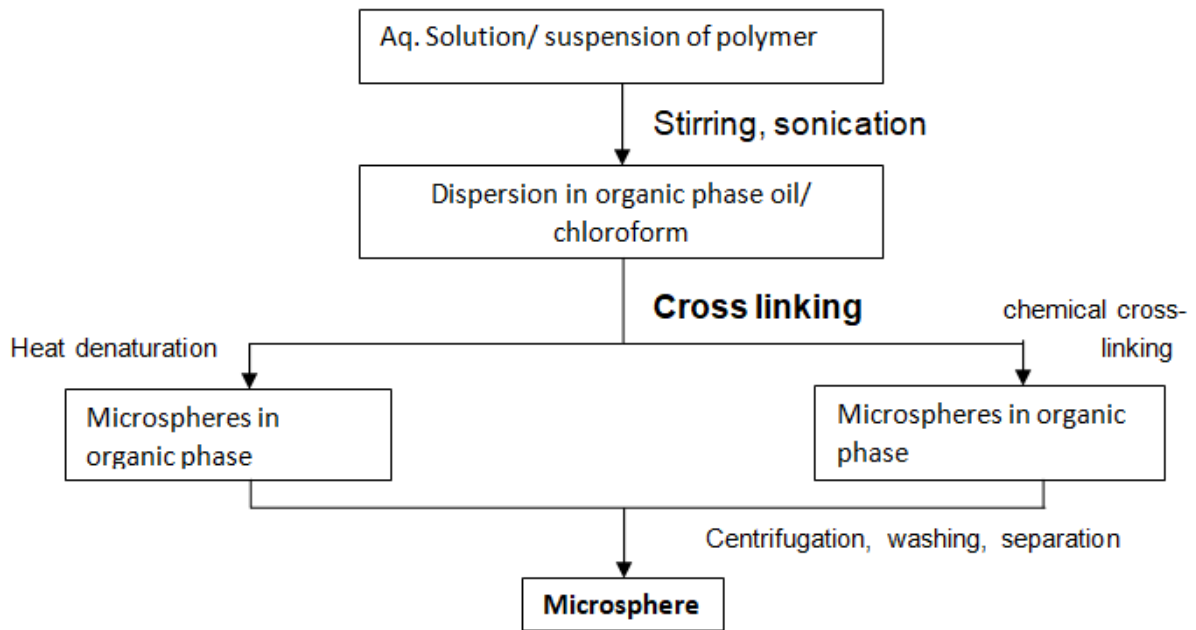 Aq. Solution/ suspension of polymer
Stirring, sonication
Dispersion in organic phase oil/
chloroform
Cross linking
chemical cross-
linking
Heat denaturation
Microspheres in
organic phase
Microspheres in organic
phase
Centrifugation, washing, separation
Microsphere